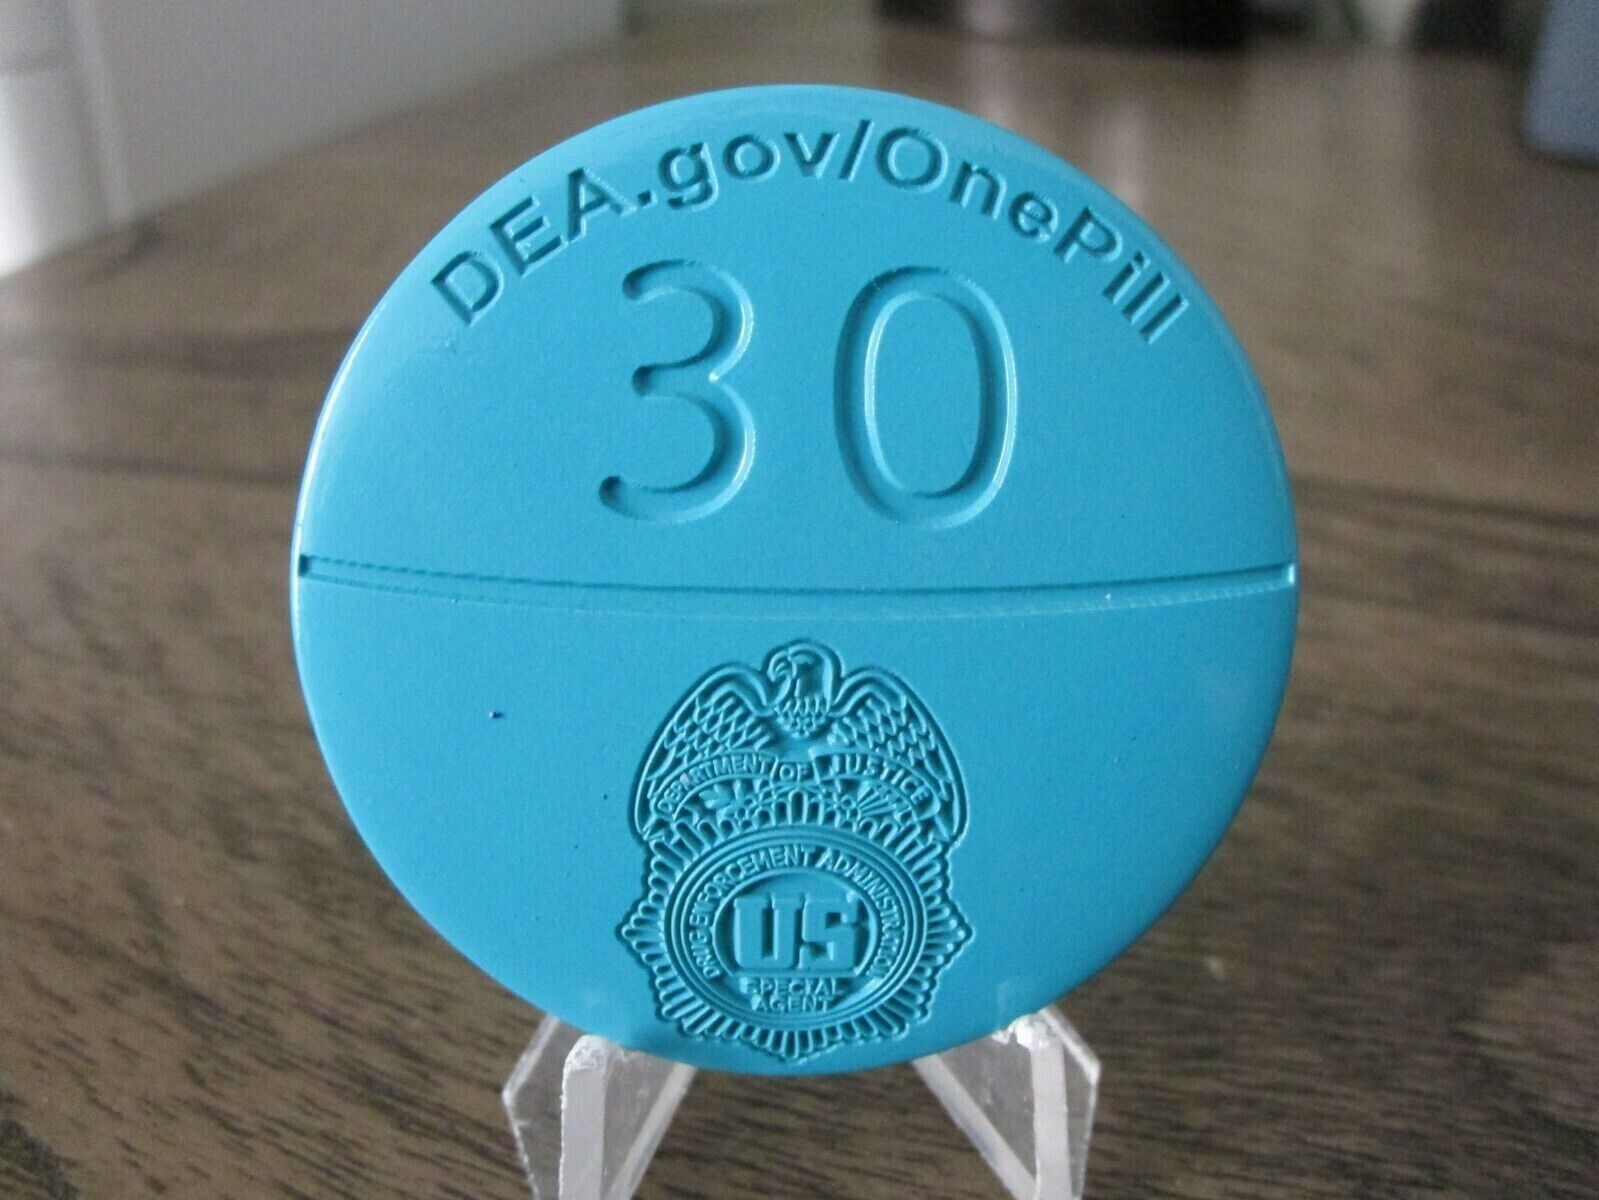 DEA.gov/OnePill
30
DEPARTMENT OF JUSTICE
DRUG ENFORCEMENT ADMINISTRATION
US
SPECIAL
AGENT